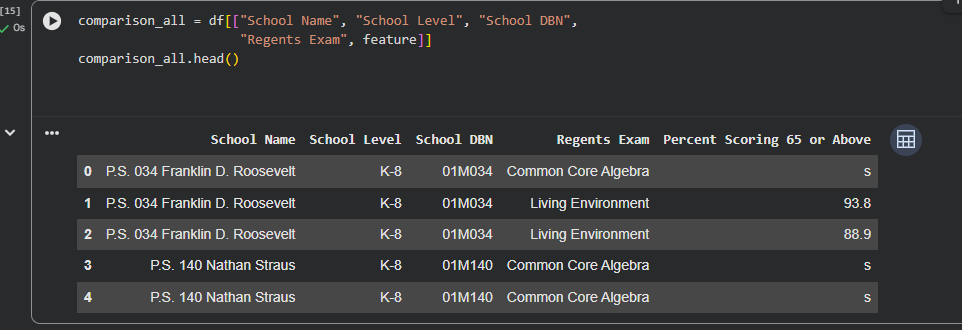 [15]
0s
comparison_all = df[["School Name", "School Level", "School DBN",
"Regents Exam", feature]]
comparison_all.head()
School Name School Level School DBN Regents Exam Percent Scoring 65 or Above
0 P.S. 034 Franklin D. Roosevelt K-8 01M034 Common Core Algebra s
1 P.S. 034 Franklin D. Roosevelt K-8 01M034 Living Environment 93.8
2 P.S. 034 Franklin D. Roosevelt K-8 01M034 Living Environment 88.9
3 P.S. 140 Nathan Straus K-8 01M140 Common Core Algebra s
4 P.S. 140 Nathan Straus K-8 01M140 Common Core Algebra s